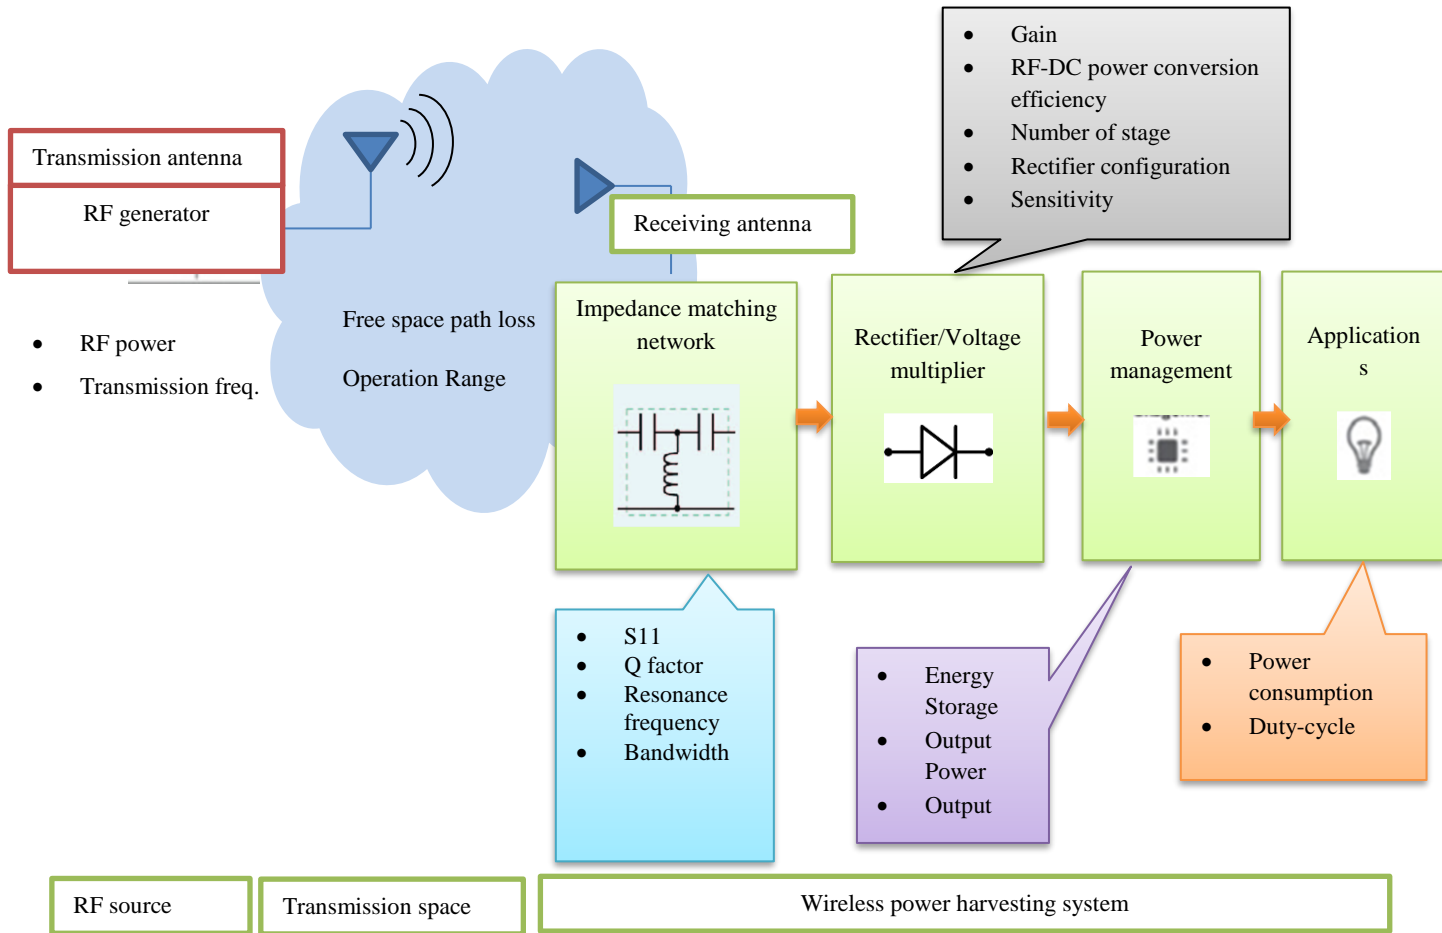 • Gain
• RF-DC power conversion
efficiency
• Number of stage
• Rectifier configuration
• Sensitivity
Transmission antenna
RF generator
• RF power
• Transmission freq.
Free space path loss
Operation Range
Receiving antenna
Impedance matching
network
Rectifier/Voltage
multiplier
Power
management
Application
s
• S11
• Q factor
• Resonance
frequency
• Bandwidth
• Energy
Storage
• Output
Power
• Output
• Power
consumption
• Duty-cycle
RF source
Transmission space
Wireless power harvesting system